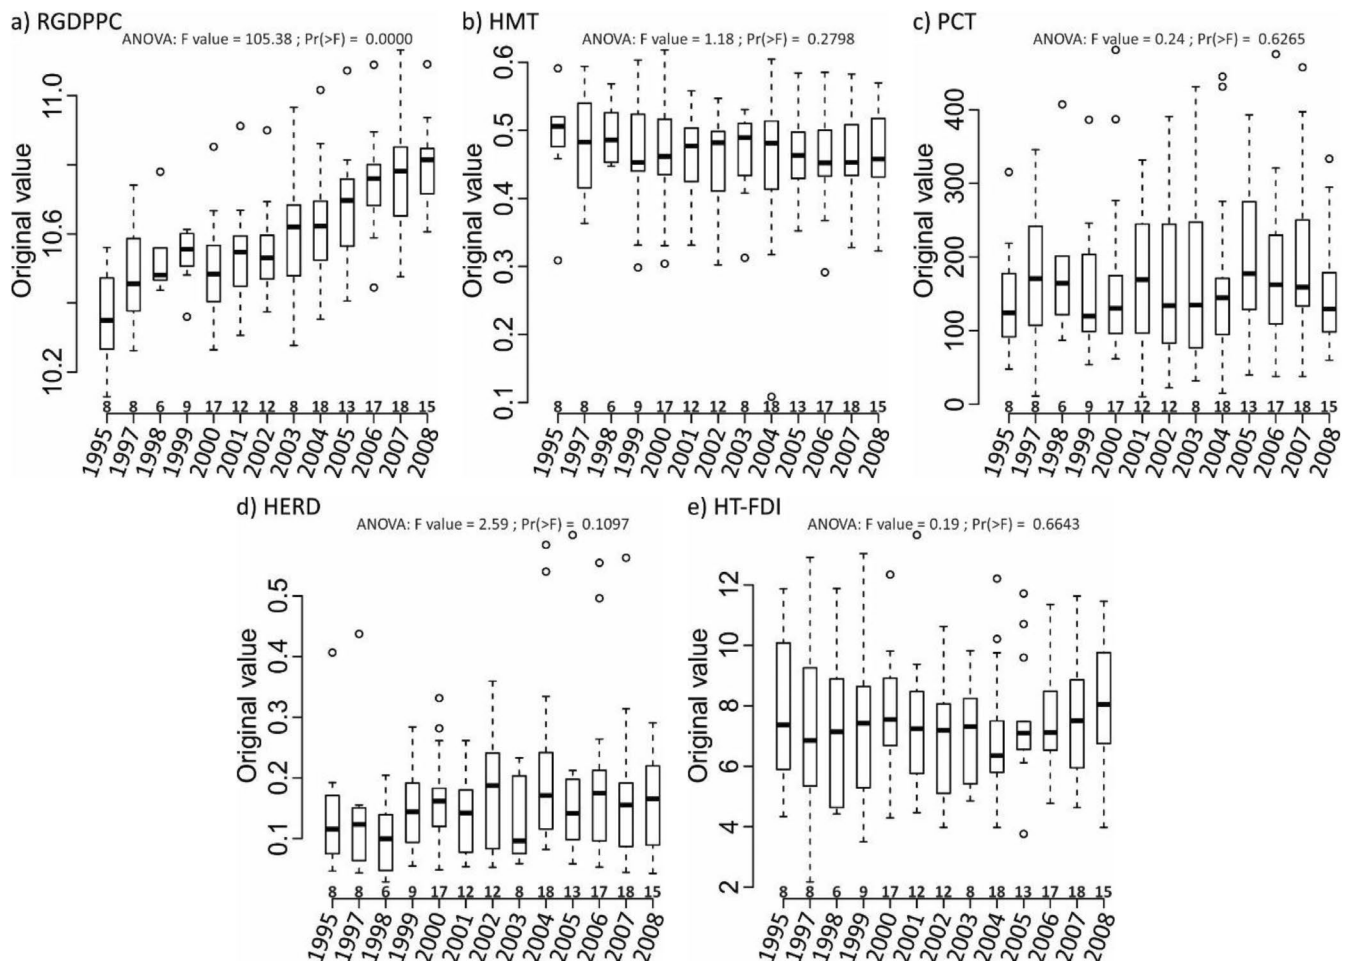 a) RGDPPC
ANOVA: F value = 105.38 ; Pr(>F) = 0.0000
Original value
11.0
10.6
10.2
8 8 6 9 17 12 12 8 18 13 17 18 15
1995 1997 1998 1999 2000 2001 2002 2003 2004 2005 2006 2007 2008
b) HMT
ANOVA: F value = 1.18 ; Pr(>F) = 0.2798
Original value
0.6
0.5
0.4
0.3
0.2
0.1
8 8 6 9 17 12 12 8 18 13 17 18 15
1995 1997 1998 1999 2000 2001 2002 2003 2004 2005 2006 2007 2008
c) PCT
ANOVA: F value = 0.24 ; Pr(>F) = 0.6265
Original value
400
300
200
100
0
8 8 6 9 17 12 12 8 18 13 17 18 15
1995 1997 1998 1999 2000 2001 2002 2003 2004 2005 2006 2007 2008
d) HERD
ANOVA: F value = 2.59 ; Pr(>F) = 0.1097
Original value
0.5
0.4
0.3
0.2
0.1
8 8 6 9 17 12 12 8 18 13 17 18 15
1995 1997 1998 1999 2000 2001 2002 2003 2004 2005 2006 2007 2008
e) HT-FDI
ANOVA: F value = 0.19 ; Pr(>F) = 0.6643
Original value
12
10
8
6
4
2
8 8 6 9 17 12 12 8 18 13 17 18 15
1995 1997 1998 1999 2000 2001 2002 2003 2004 2005 2006 2007 2008